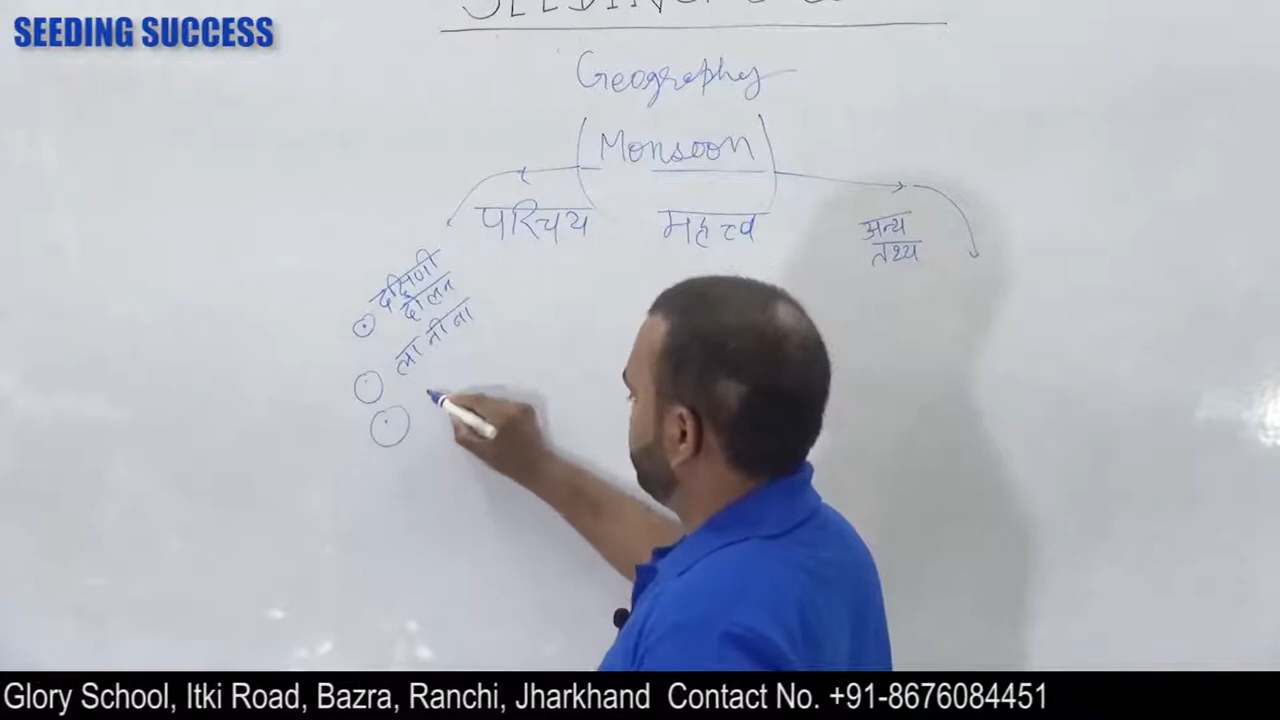 SEEDING SUCCESS
SEEDING
Geography
(Monsoon)
परिचय
महत्त्व
अन्य
तथ्य
दक्षिणी
दोलन
ला नीना
Glory School, Itki Road, Bazra, Ranchi, Jharkhand Contact No. +91-8676084451